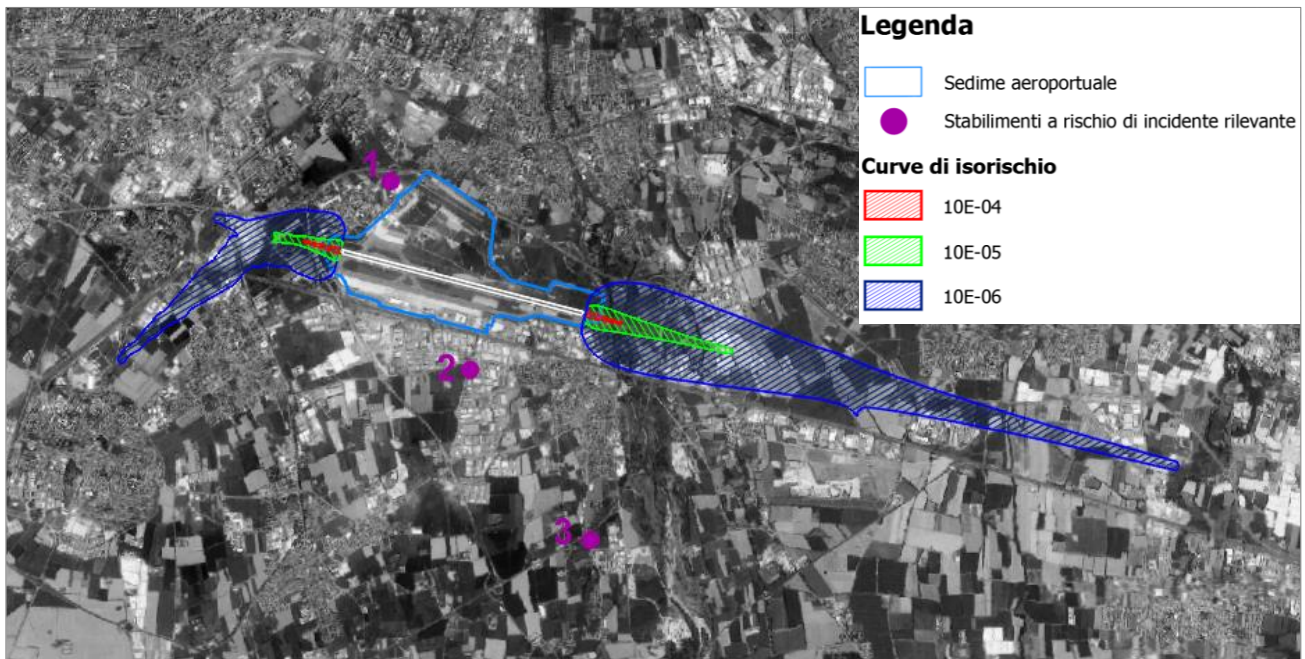 Legenda
Sedime aeroportuale
Stabilimenti a rischio di incidente rilevante
Curve di isorischio
10E-04
10E-05
10E-06
1
2
3